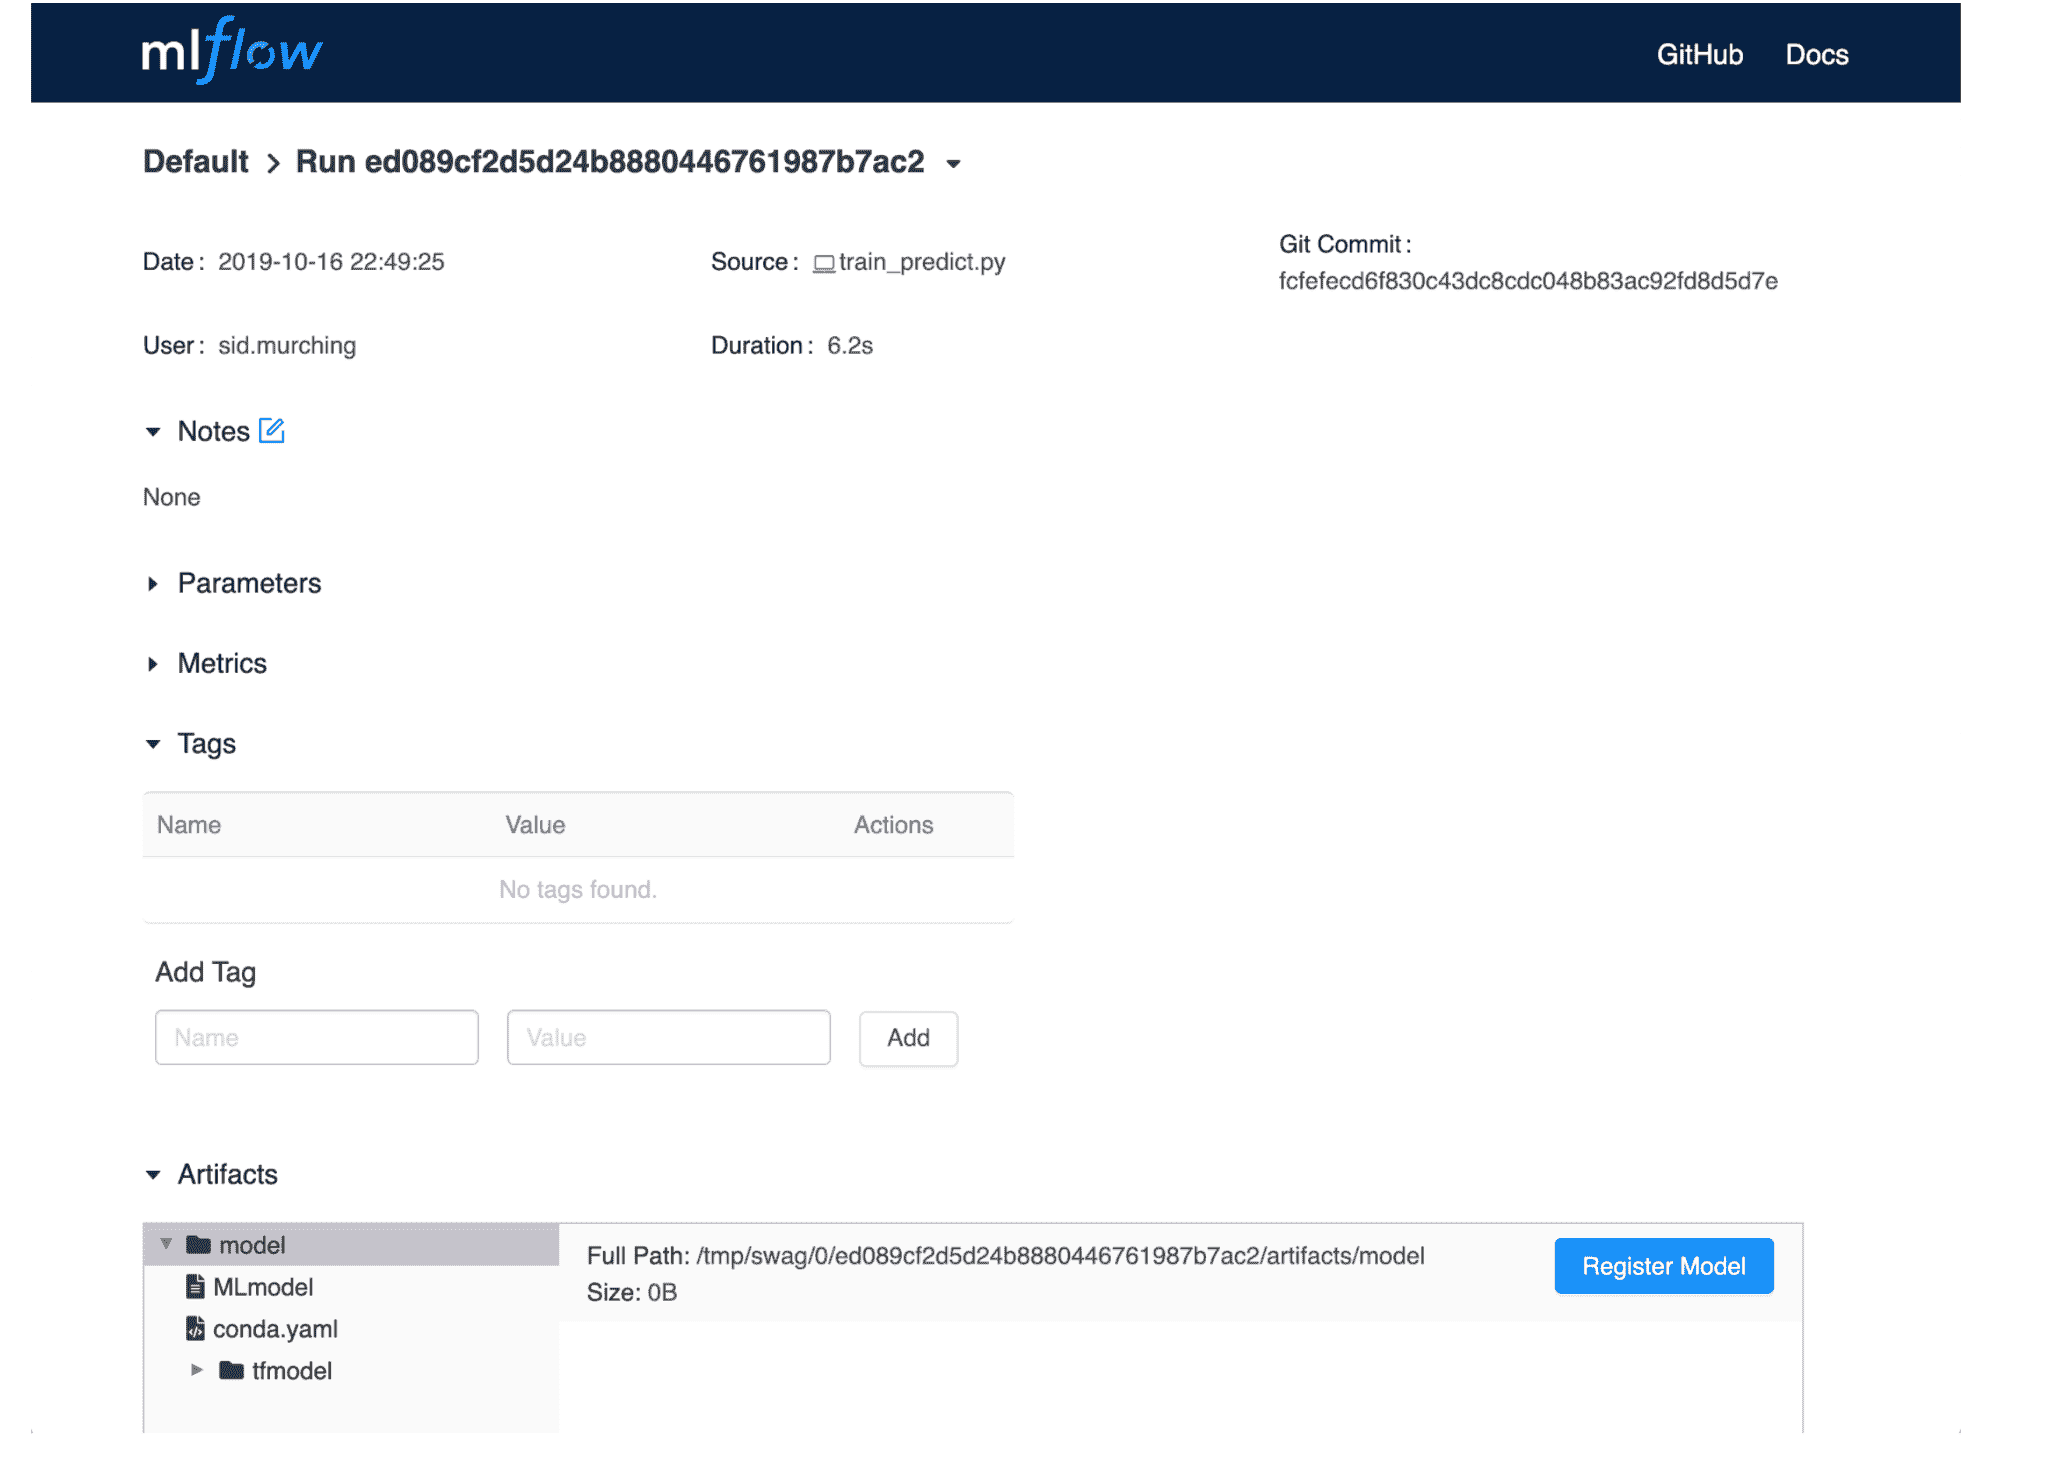 mlflow GitHub Docs
Default > Run ed089cf2d5d24b8880446761987b7ac2
Date: 2019-10-16 22:49:25
Source: train_predict.py
Git Commit:
fcfefecd6f830c43dc8cdc048b83ac92fd8d5d7e
User: sid.murching
Duration: 6.2s
Notes
None
Parameters
Metrics
Tags
Name Value Actions
No tags found.
Add Tag
Name Value Add
Artifacts
model
MLmodel
conda.yaml
tfmodel
Full Path: /tmp/swag/0/ed089cf2d5d24b8880446761987b7ac2/artifacts/model
Size: 0B
Register Model